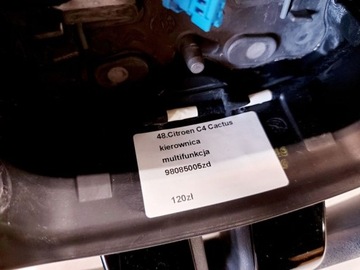 48.Citroen C4 Cactus
kierownica
multifunkcja
98085005zd
120zł